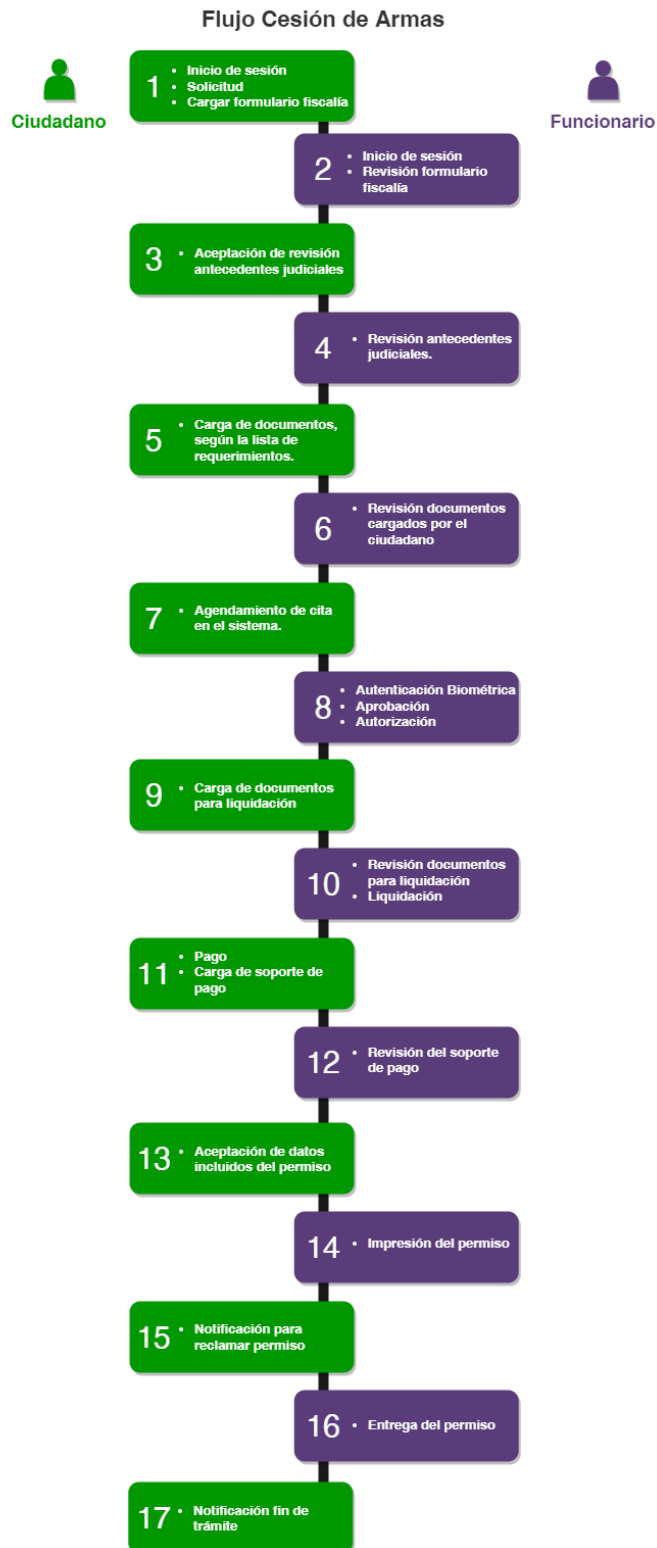 Flujo Cesión de Armas
Ciudadano
Funcionario
1
• Inicio de sesión
• Solicitud
• Cargar formulario fiscalía
2
• Inicio de sesión
• Revisión formulario
fiscalía
3
• Aceptación de revisión
antecedentes judiciales
4
• Revisión antecedentes
judiciales.
5
• Carga de documentos,
según la lista de
requerimientos.
6
• Revisión documentos
cargados por el
ciudadano
7
• Agendamiento de cita
en el sistema.
8
• Autenticación Biométrica
• Aprobación
• Autorización
9
• Carga de documentos
para liquidación
10
• Revisión documentos
para liquidación
• Liquidación
11
• Pago
• Carga de soporte de
pago
12
• Revisión del soporte
de pago
13
• Aceptación de datos
incluidos del permiso
14
• Impresión del permiso
15
• Notificación para
reclamar permiso
16
• Entrega del permiso
17
• Notificación fin de
trámite